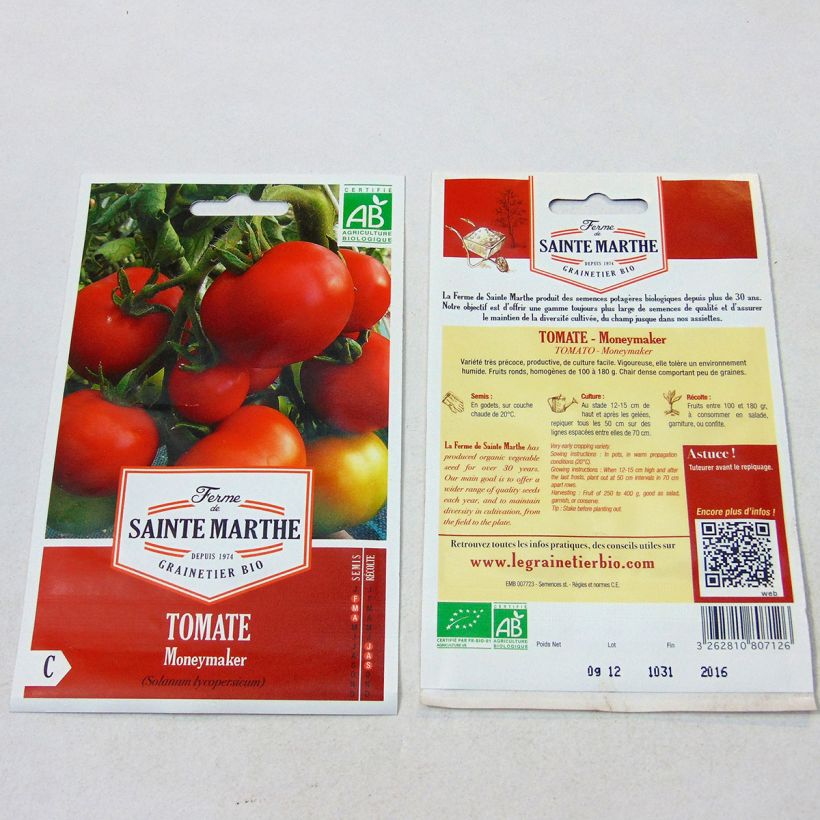 CERTIFIÉ
AB
AGRICULTURE
BIOLOGIQUE
Ferme
de
SAINTE MARTHE
DEPUIS 1974
GRAINETIER BIO
TOMATE
Moneymaker
(Solanum lycopersicum)
C
SEMIS
J
F
M
A
M
J
J
A
S
O
N
D
RÉCOLTE
J
F
M
A
M
J
J
A
S
O
N
D
Ferme
de
SAINTE MARTHE
DEPUIS 1974
GRAINETIER BIO
La Ferme de Sainte Marthe produit des semences potagères biologiques depuis plus de 30 ans.
Notre objectif est d'offrir une gamme toujours plus large de semences de qualité et d'assurer
le maintien de la diversité cultivée, du champ jusque dans nos assiettes.
TOMATE - Moneymaker
TOMATO - Moneymaker
Variété très précoce, productive, de culture facile. Vigoureuse, elle tolère un environnement
humide. Fruits ronds, homogènes de 100 à 180 g. Chair dense comportant peu de graines.
Semis :
En godets, sur couche
chaude de 20°C.
Culture :
Au stade 12-15 cm de
haut et après les gelées,
repiquer tous les 50 cm sur des
lignes espacées entre elles de 70 cm.
Récolte :
Fruits entre 100 et 180 gr,
à consommer en salade,
garniture, ou confite.
La Ferme de Sainte Marthe has
produced organic vegetable
seed for over 30 years.
Our main goal is to offer a
wider range of quality seeds
each year, and to maintain
diversity in cultivation, from
the field to the plate.
Very early cropping variety.
Sowing instructions : In pots, in warm propagation
conditions (20°C).
Growing instructions : When 12-15 cm high and after
the last frosts, plant out at 50 cm intervals in 70 cm
apart rows.
Harvesting : Fruit of 250 to 400 g, good as salad,
garnish, or conserve.
Tip : Stake before planting out.
Astuce !
Tuteurer avant le repiquage.
Encore plus d'infos !
web
Retrouvez toutes les infos pratiques, des conseils utiles sur
www.legrainetierbio.com
EMB 007723 - Semences st. - Règles et normes C.E.
CERTIFIÉ PAR FR-BIO-01
AGRICULTURE UE
AB
AGRICULTURE
BIOLOGIQUE
Poids Net
Lot
Fin
09 12 1031 2016
3 262810 807126